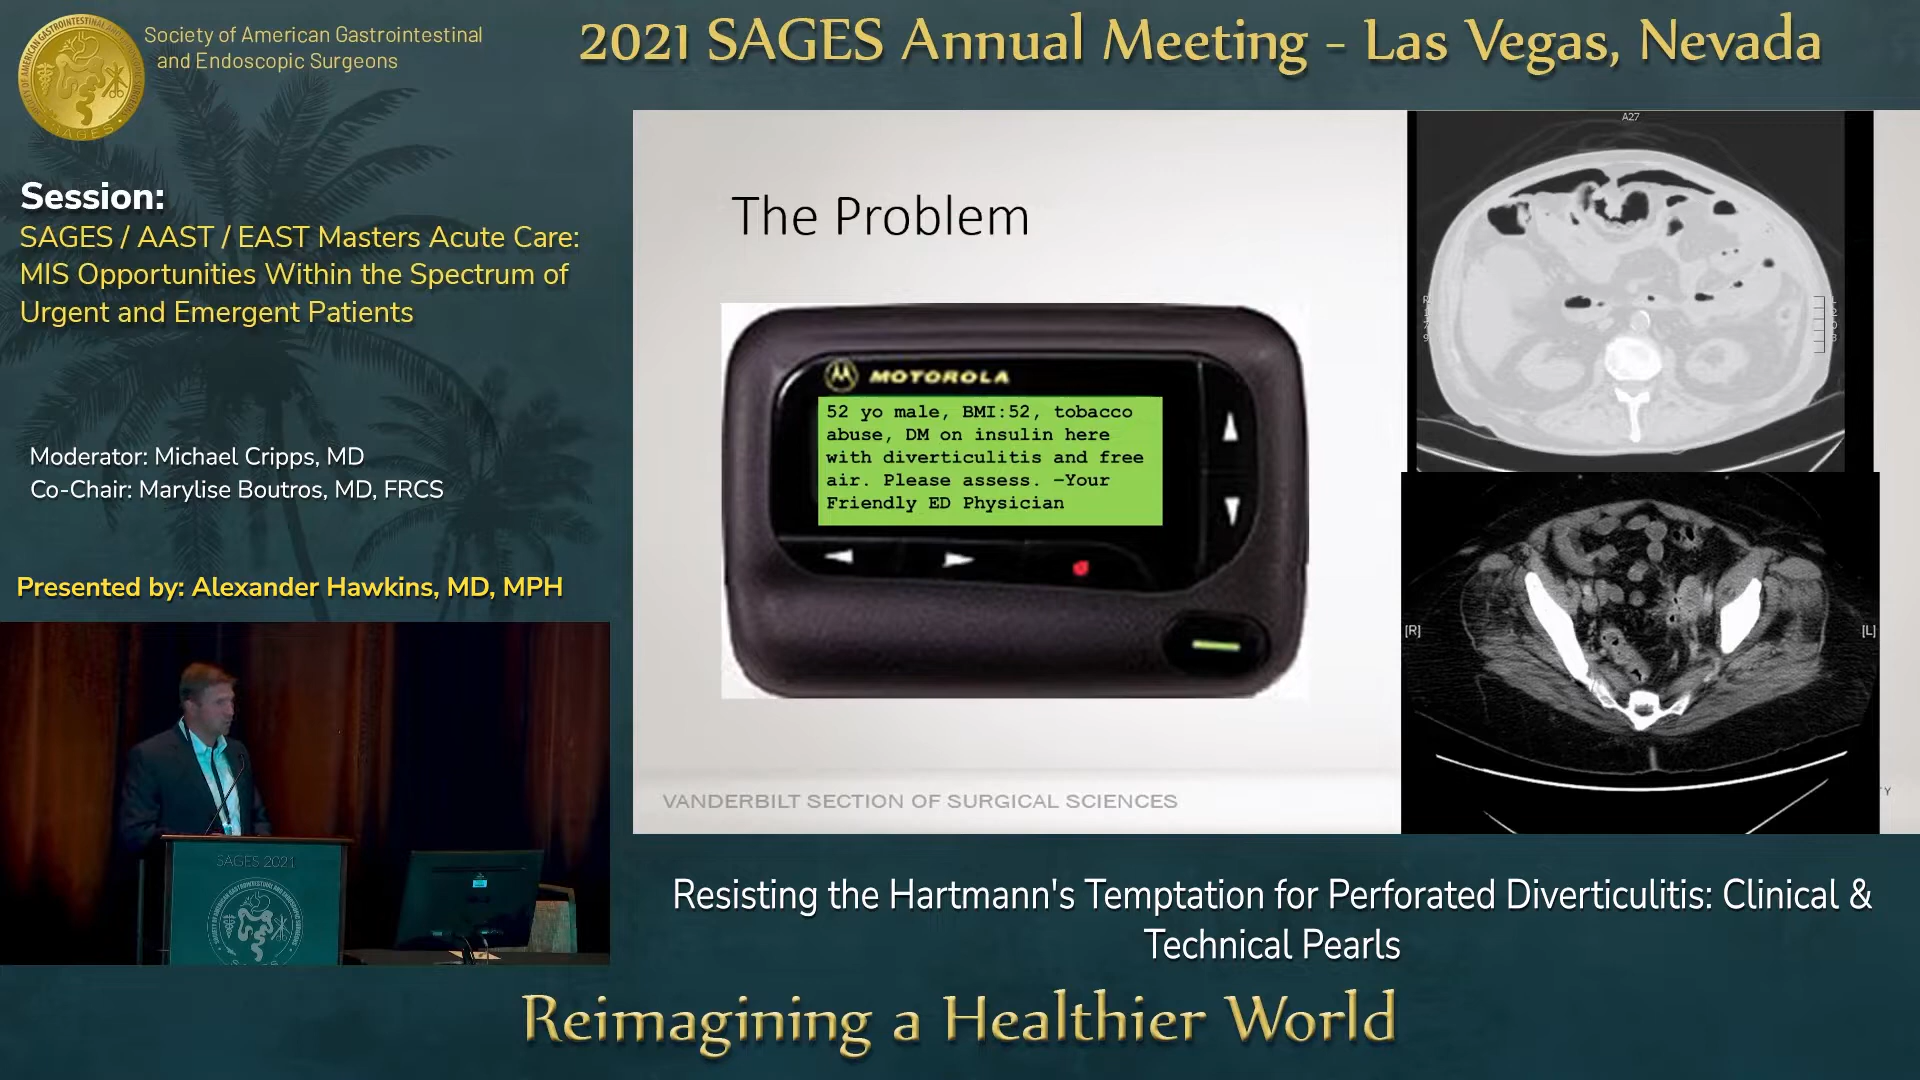 Society of American Gastrointestinal
and Endoscopic Surgeons
2021 SAGES Annual Meeting - Las Vegas, Nevada
Session:
SAGES / AAST / EAST Masters Acute Care:
MIS Opportunities Within the Spectrum of
Urgent and Emergent Patients
Moderator: Michael Cripps, MD
Co-Chair: Marylise Boutros, MD, FRCS
Presented by: Alexander Hawkins, MD, MPH
SAGES 2021
The Problem
MOTOROLA
52 yo male, BMI:52, tobacco
abuse, DM on insulin here
with diverticulitis and free
air. Please assess. –Your
Friendly ED Physician
VANDERBILT SECTION OF SURGICAL SCIENCES
A27
[R]
[L]
Y
Resisting the Hartmann's Temptation for Perforated Diverticulitis: Clinical &
Technical Pearls
Reimagining a Healthier World